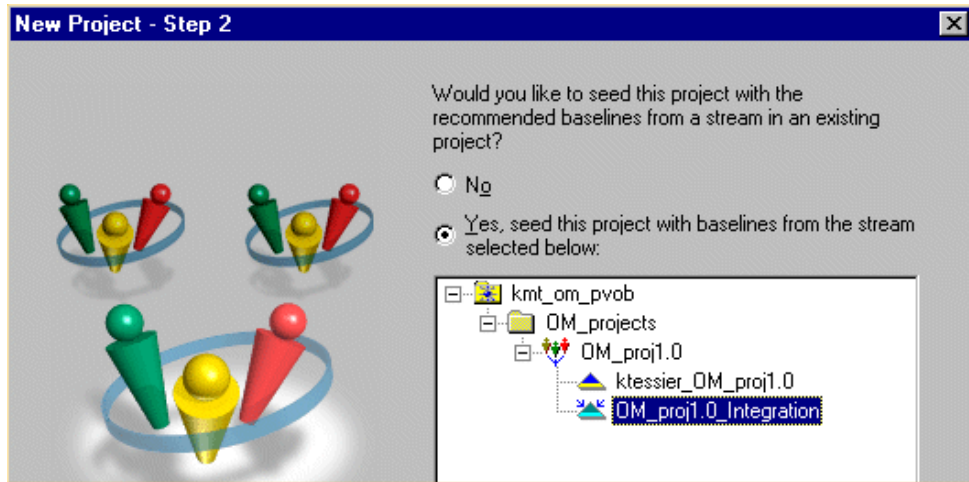 New Project - Step 2
Would you like to seed this project with the
recommended baselines from a stream in an existing
project?
No
Yes, seed this project with baselines from the stream
selected below:
kmt_om_pvob
OM_projects
OM_proj1.0
ktessier_OM_proj1.0
OM_proj1.0_Integration